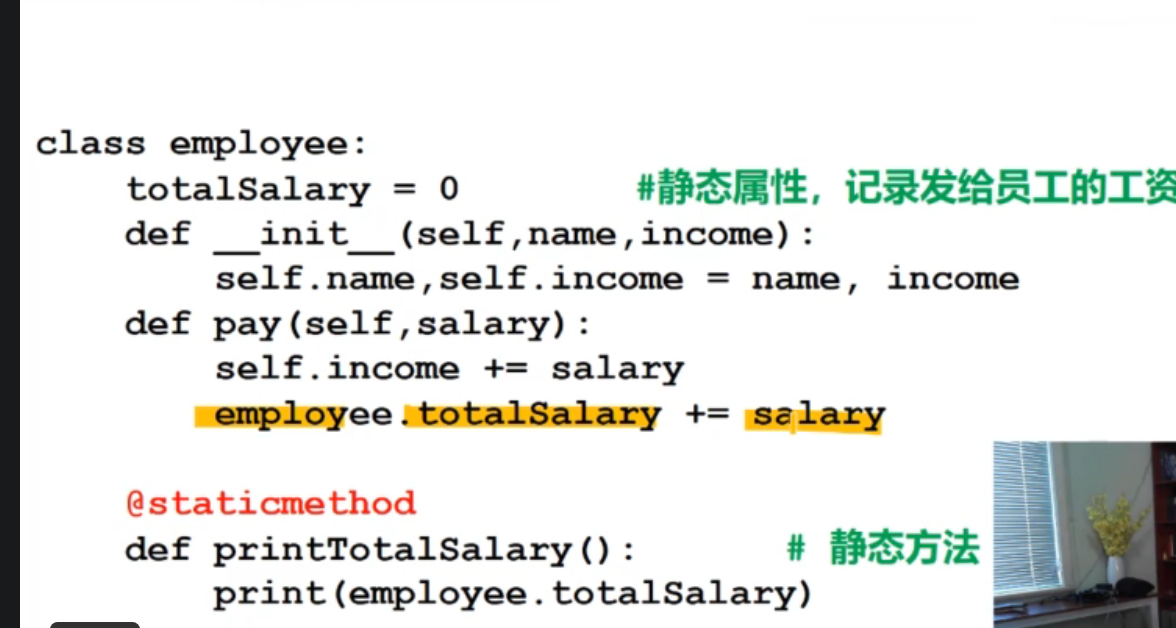 class employee:
totalSalary = 0 #静态属性，记录发给员工的工资
def __init__(self,name,income):
self.name,self.income = name, income
def pay(self,salary):
self.income += salary
employee.totalSalary += salary
@staticmethod
def printTotalSalary(): # 静态方法
print(employee.totalSalary)